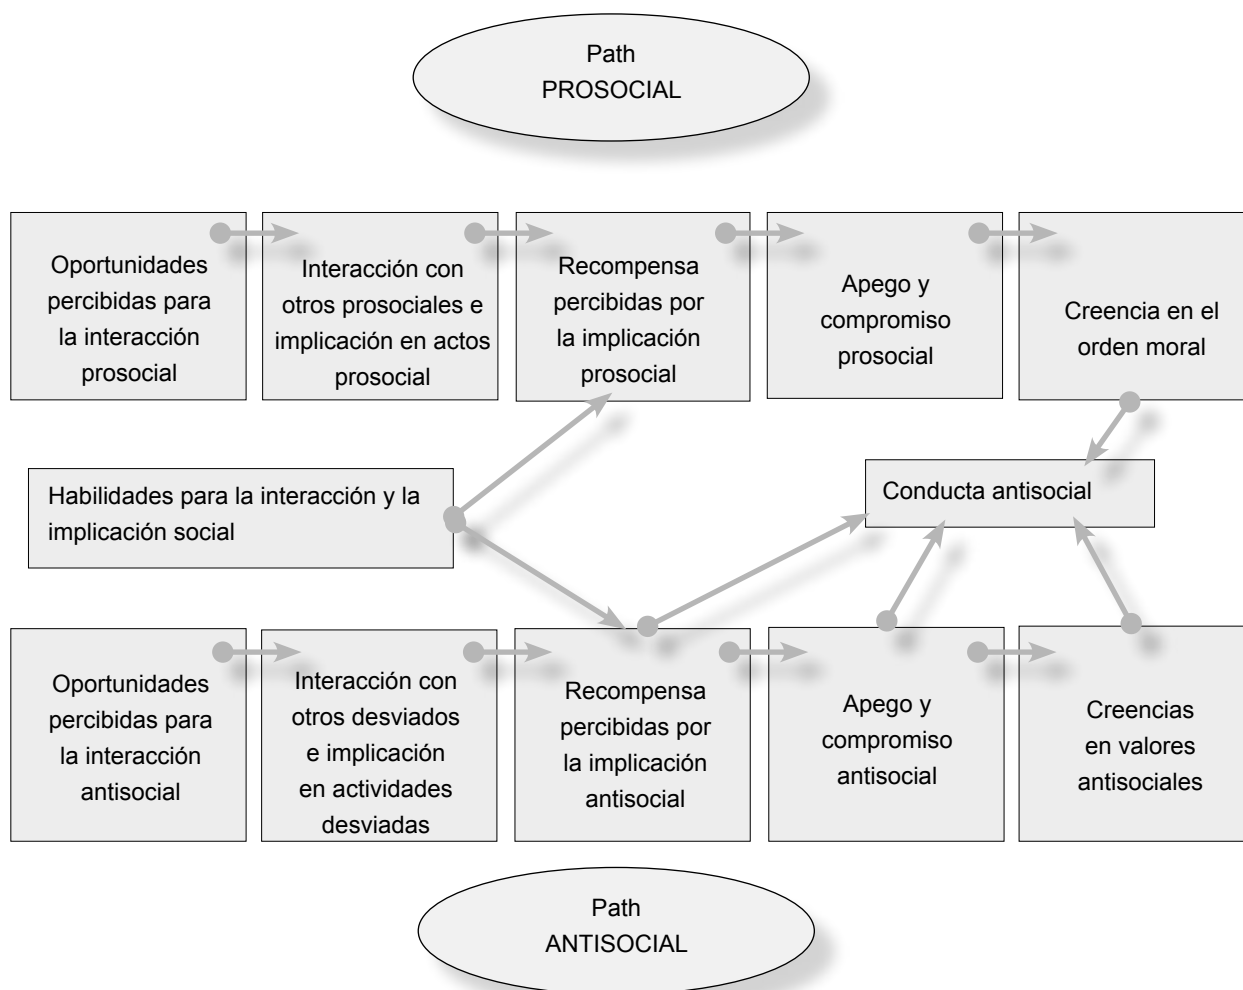 Path
PROSOCIAL
Oportunidades
percibidas para
la interacción
prosocial
Interacción con
otros prosociales e
implicación en actos
prosocial
Recompensa
percibidas por
la implicación
prosocial
Apego y
compromiso
prosocial
Creencia en el
orden moral
Habilidades para la interacción y la
implicación social
Conducta antisocial
Oportunidades
percibidas para
la interacción
antisocial
Interacción con
otros desviados
e implicación
en actividades
desviadas
Recompensa
percibidas por
la implicación
antisocial
Apego y
compromiso
antisocial
Creencias
en valores
antisociales
Path
ANTISOCIAL